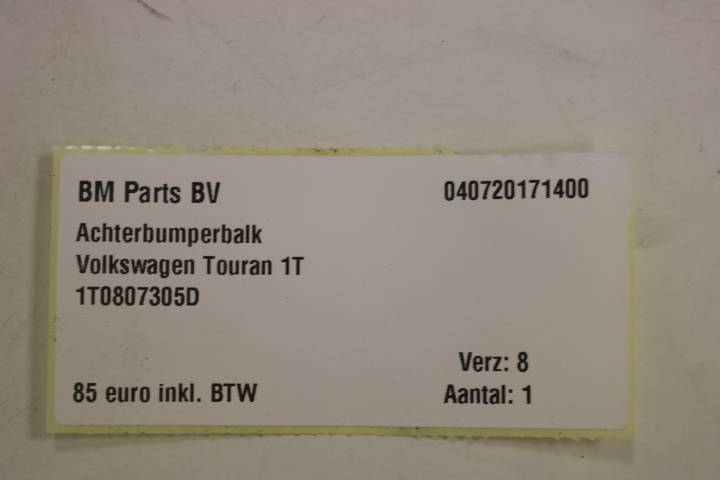 BM Parts BV 040720171400
Achterbumperbalk
Volkswagen Touran 1T
1T0807305D
Verz: 8
85 euro inkl. BTW Aantal: 1